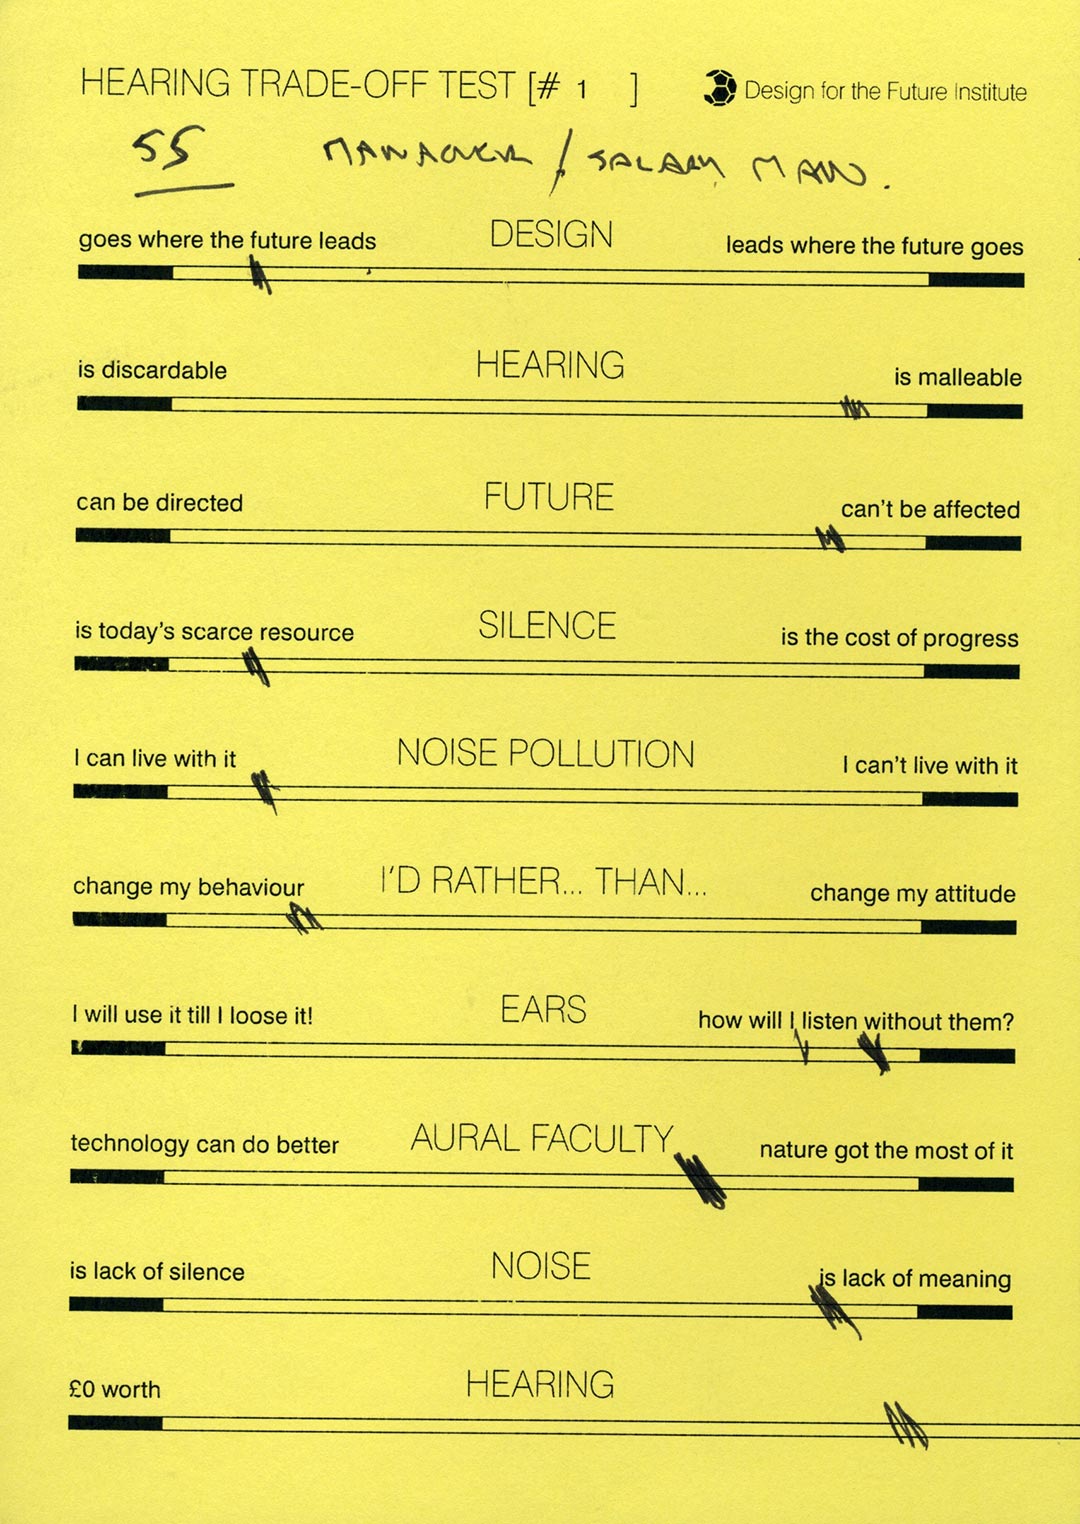 HEARING TRADE-OFF TEST [# 1 ] Design for the Future Institute
55 MANAGER / SALARY MAN.
DESIGN
goes where the future leads leads where the future goes
HEARING
is discardable is malleable
FUTURE
can be directed can't be affected
SILENCE
is today's scarce resource is the cost of progress
NOISE POLLUTION
I can live with it I can't live with it
I'D RATHER... THAN...
change my behaviour change my attitude
EARS
I will use it till I loose it! how will I listen without them?
AURAL FACULTY
technology can do better nature got the most of it
NOISE
is lack of silence is lack of meaning
HEARING
£0 worth